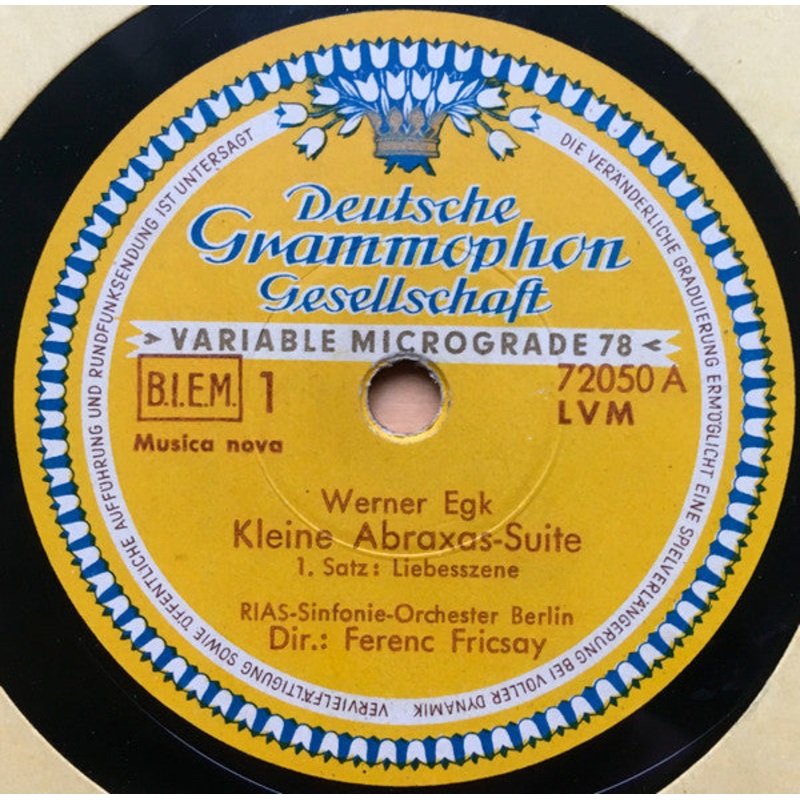 Deutsche
Grammophon
Gesellschaft
VARIABLE MICROGRADE 78
B.I.E.M. 1
72050 A
LVM
Musica nova
Werner Egk
Kleine Abraxas-Suite
1. Satz: Liebesszene
RIAS-Sinfonie-Orchester Berlin
Dir.: Ferenc Fricsay
DIE VERÄNDERLICHE GRADUIERUNG ERMÖGLICHT EINE SPIELVERLÄNGERUNG BEI VOLLER DYNAMIK
VERVIELFÄLTIGUNG SOWIE ÖFFENTLICHE AUFFÜHRUNG UND RUNDFUNKSENDUNG IST UNTERSAGT